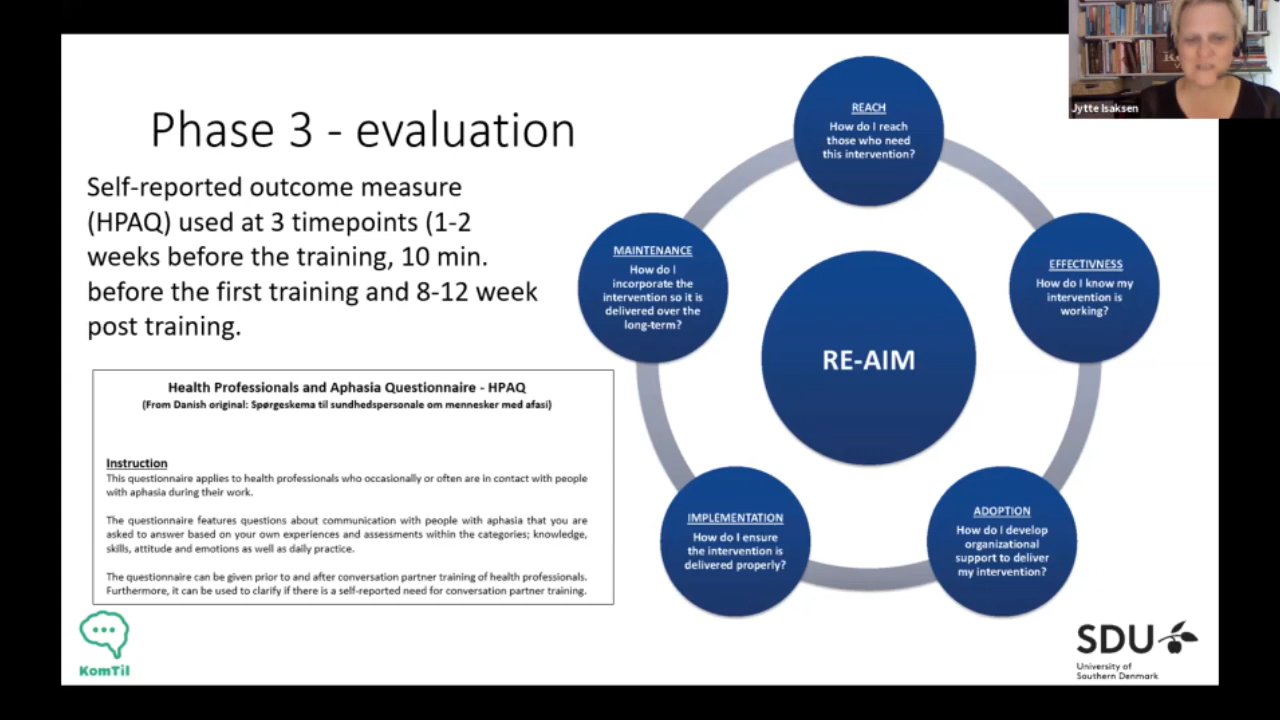 Phase 3 - evaluation
Self-reported outcome measure
(HPAQ) used at 3 timepoints (1-2
weeks before the training, 10 min.
before the first training and 8-12 week
post training.
Health Professionals and Aphasia Questionnaire - HPAQ
(From Danish original: Spørgeskema til sundhedspersonale om mennesker med afasi)
Instruction
This questionnaire applies to health professionals who occasionally or often are in contact with people
with aphasia during their work.
The questionnaire features questions about communication with people with aphasia that you are
asked to answer based on your own experiences and assessments within the categories; knowledge,
skills, attitude and emotions as well as daily practice.
The questionnaire can be given prior to and after conversation partner training of health professionals.
Furthermore, it can be used to clarify if there is a self-reported need for conversation partner training.
KomTil
REACH
How do I reach
those who need
this intervention?
EFFECTIVNESS
How do I know my
intervention is
working?
ADOPTION
How do I develop
organizational
support to deliver
my intervention?
IMPLEMENTATION
How do I ensure
the intervention is
delivered properly?
MAINTENANCE
How do I
incorporate the
intervention so it is
delivered over the
long-term?
RE-AIM
Jytte Isaksen
SDU
University of
Southern Denmark